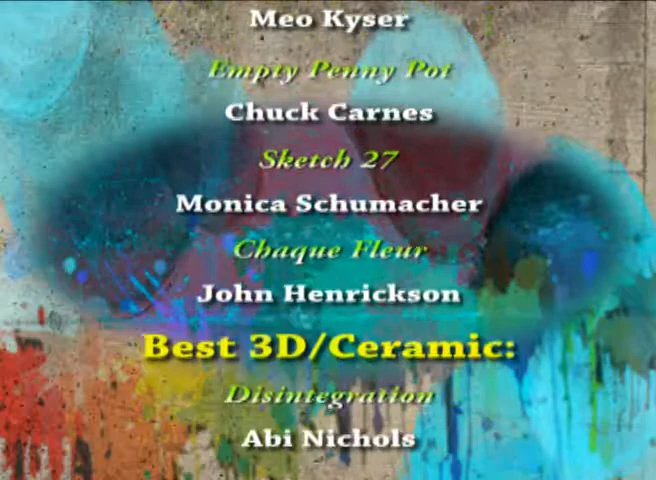 Meo Kyser
Empty Penny Pot
Chuck Carnes
Sketch 27
Monica Schumacher
Chaque Fleur
John Henrickson
Best 3D/Ceramic:
Disintegration
Abi Nichols